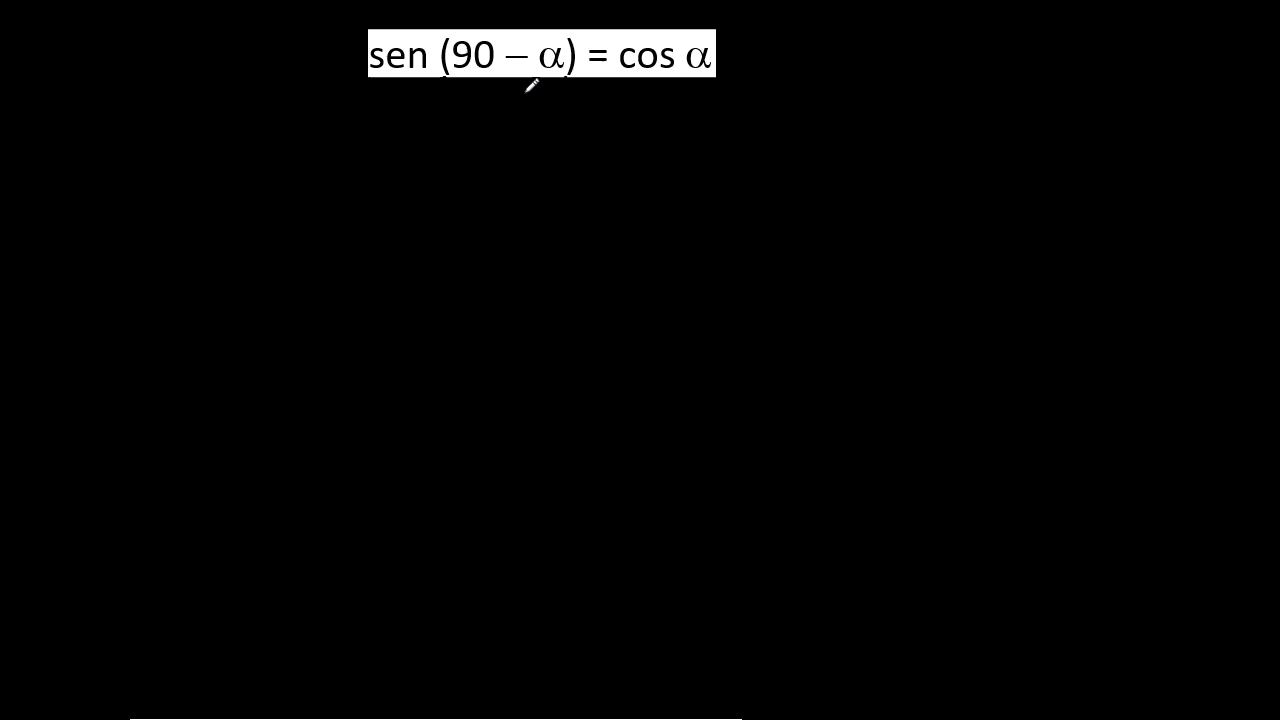 sen (90 – α) = cos α